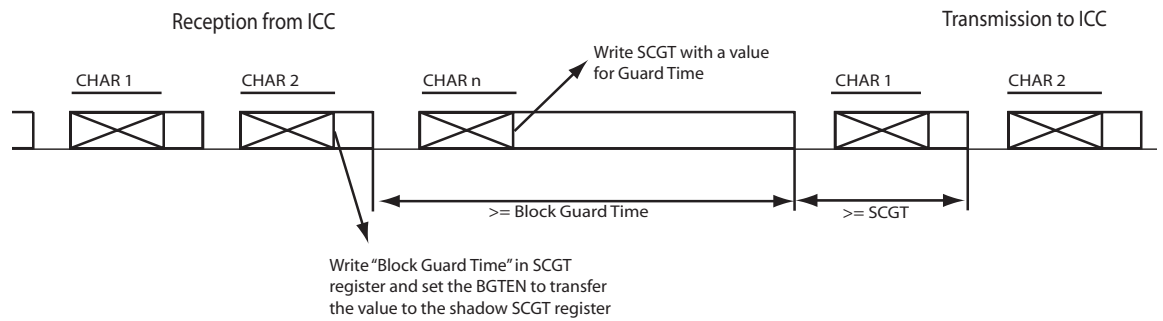 Reception from ICC
Transmission to ICC
Write SCGT with a value
for Guard Time
CHAR 1
CHAR 2
CHAR n
CHAR 1
CHAR 2
>= Block Guard Time
>= SCGT
Write "Block Guard Time" in SCGT
register and set the BGTEN to transfer
the value to the shadow SCGT register